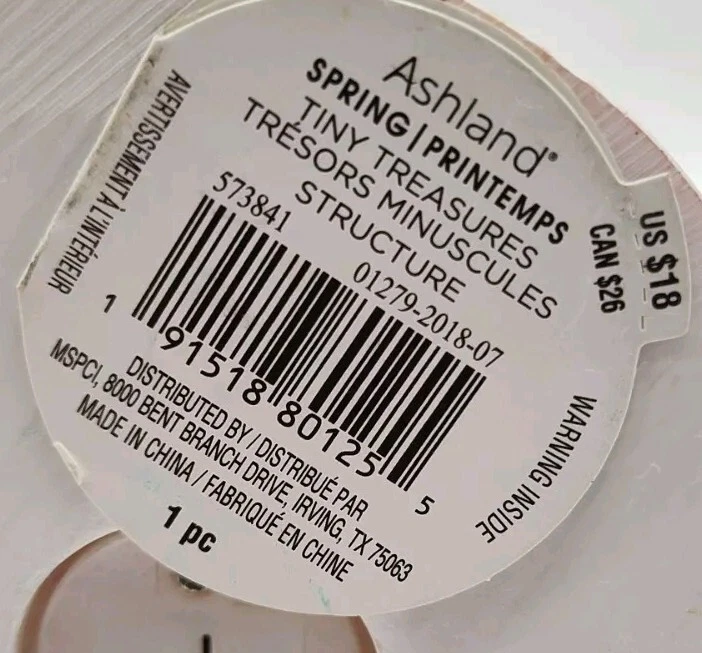 Ashland®
SPRING | PRINTEMPS
TINY TREASURES
TRÉSORS MINUSCULES
STRUCTURE
573841
01279-2018-07
1 91518 80125 5
DISTRIBUTED BY / DISTRIBUÉ PAR
MSPCI, 8000 BENT BRANCH DRIVE, IRVING, TX 75063
MADE IN CHINA / FABRIQUÉ EN CHINE
1 pc
AVERTISSEMENT À L'INTÉRIEUR
WARNING INSIDE
US $18
CAN $26